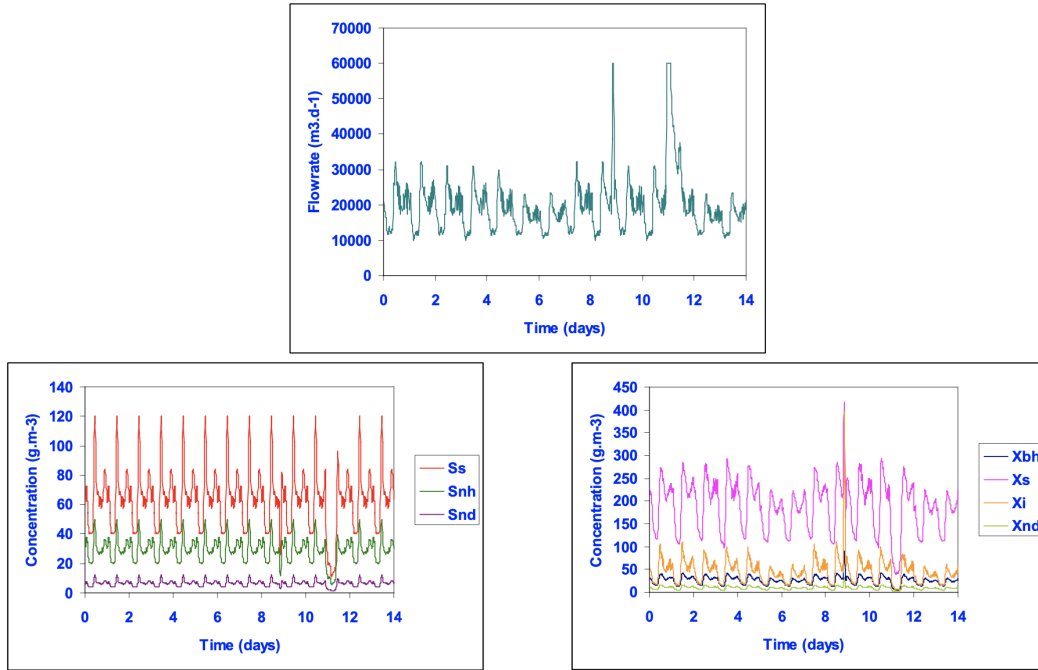 70000
60000
50000
40000
30000
20000
10000
0
Flowrate (m3.d-1)
0 2 4 6 8 10 12 14
Time (days)
140
120
100
80
60
40
20
0
Concentration (g.m-3)
0 2 4 6 8 10 12 14
Time (days)
Ss
Snh
Snd
450
400
350
300
250
200
150
100
50
0
Concentration (g.m-3)
0 2 4 6 8 10 12 14
Time (days)
Xbh
Xs
Xi
Xnd